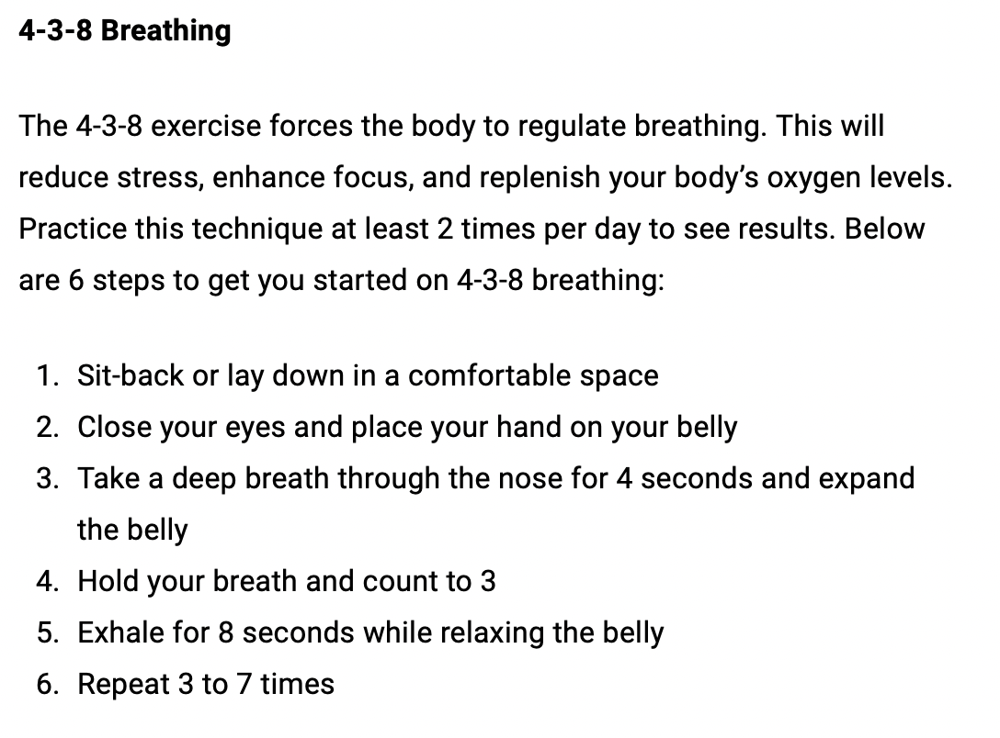 4-3-8 Breathing
The 4-3-8 exercise forces the body to regulate breathing. This will
reduce stress, enhance focus, and replenish your body’s oxygen levels.
Practice this technique at least 2 times per day to see results. Below
are 6 steps to get you started on 4-3-8 breathing:
1. Sit-back or lay down in a comfortable space
2. Close your eyes and place your hand on your belly
3. Take a deep breath through the nose for 4 seconds and expand
the belly
4. Hold your breath and count to 3
5. Exhale for 8 seconds while relaxing the belly
6. Repeat 3 to 7 times